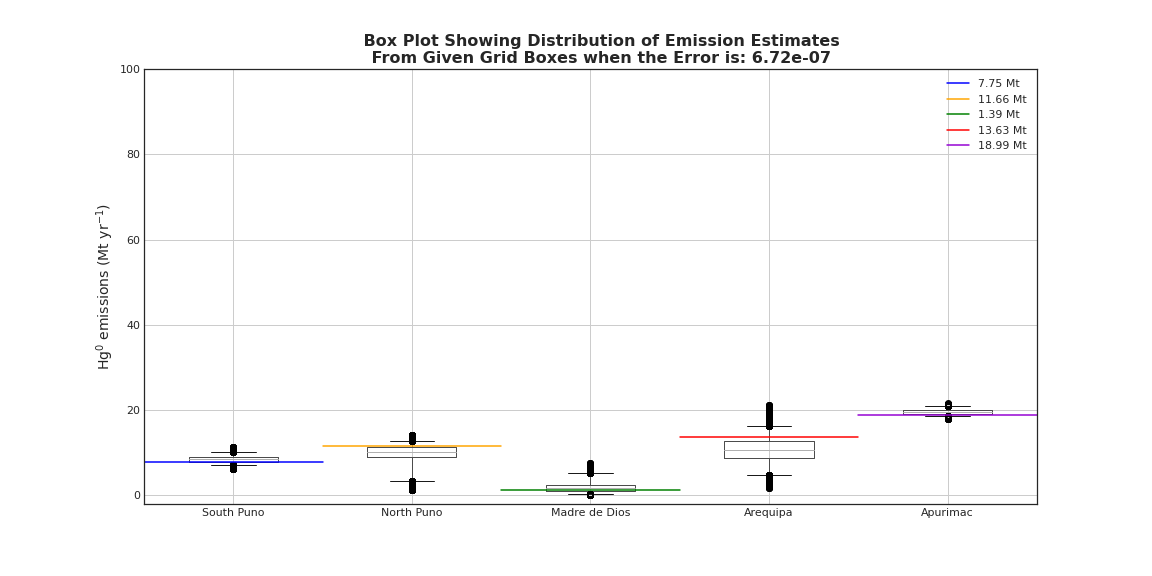 Box Plot Showing Distribution of Emission Estimates
From Given Grid Boxes when the Error is: 6.72e-07
100
80
60
40
20
0
Hg⁰ emissions (Mt yr⁻¹)
7.75 Mt
11.66 Mt
1.39 Mt
13.63 Mt
18.99 Mt
South Puno
North Puno
Madre de Dios
Arequipa
Apurimac